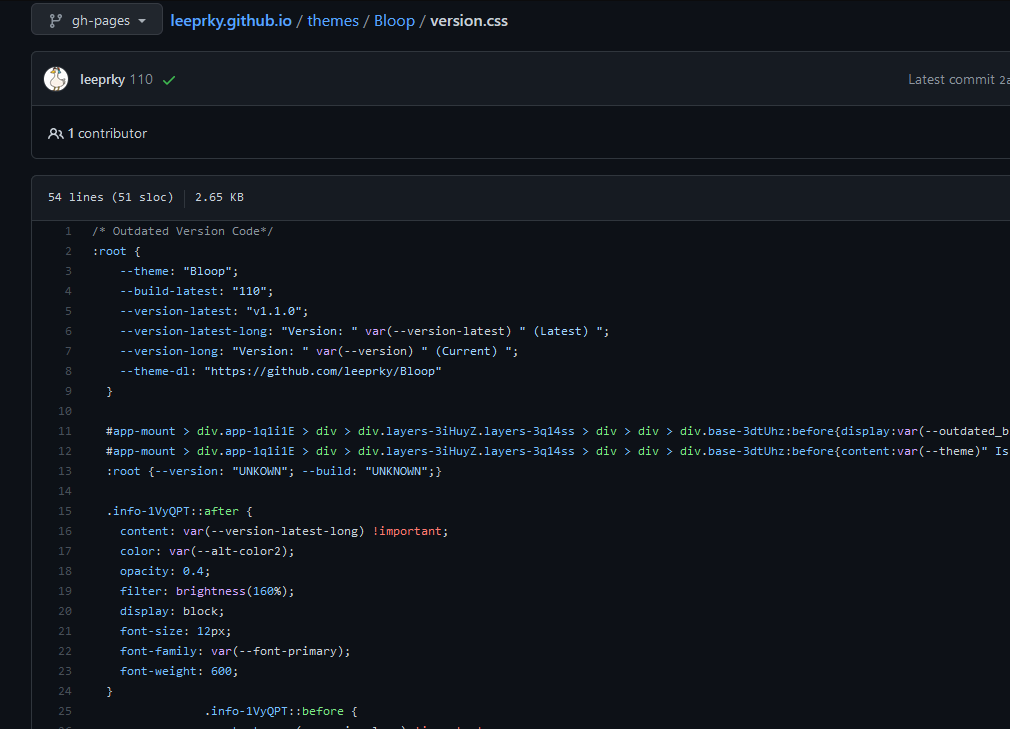 gh-pages leeprky.github.io / themes / Bloop / version.css
leeprky 110 Latest commit 2a
1 contributor
54 lines (51 sloc) 2.65 KB
1 /* Outdated Version Code*/
2 :root {
3 --theme: "Bloop";
4 --build-latest: "110";
5 --version-latest: "v1.1.0";
6 --version-latest-long: "Version: " var(--version-latest) " (Latest) ";
7 --version-long: "Version: " var(--version) " (Current) ";
8 --theme-dl: "https://github.com/leeprky/Bloop"
9 }
10
11 #app-mount > div.app-1q1i1E > div > div.layers-3iHuyZ.layers-3q14ss > div > div > div.base-3dtUhz:before{display:var(--outdated_b
12 #app-mount > div.app-1q1i1E > div > div.layers-3iHuyZ.layers-3q14ss > div > div > div.base-3dtUhz:before{content:var(--theme)" Is
13 :root {--version: "UNKOWN"; --build: "UNKNOWN";}
14
15 .info-1VyQPT::after {
16 content: var(--version-latest-long) !important;
17 color: var(--alt-color2);
18 opacity: 0.4;
19 filter: brightness(160%);
20 display: block;
21 font-size: 12px;
22 font-family: var(--font-primary);
23 font-weight: 600;
24 }
25 .info-1VyQPT::before {